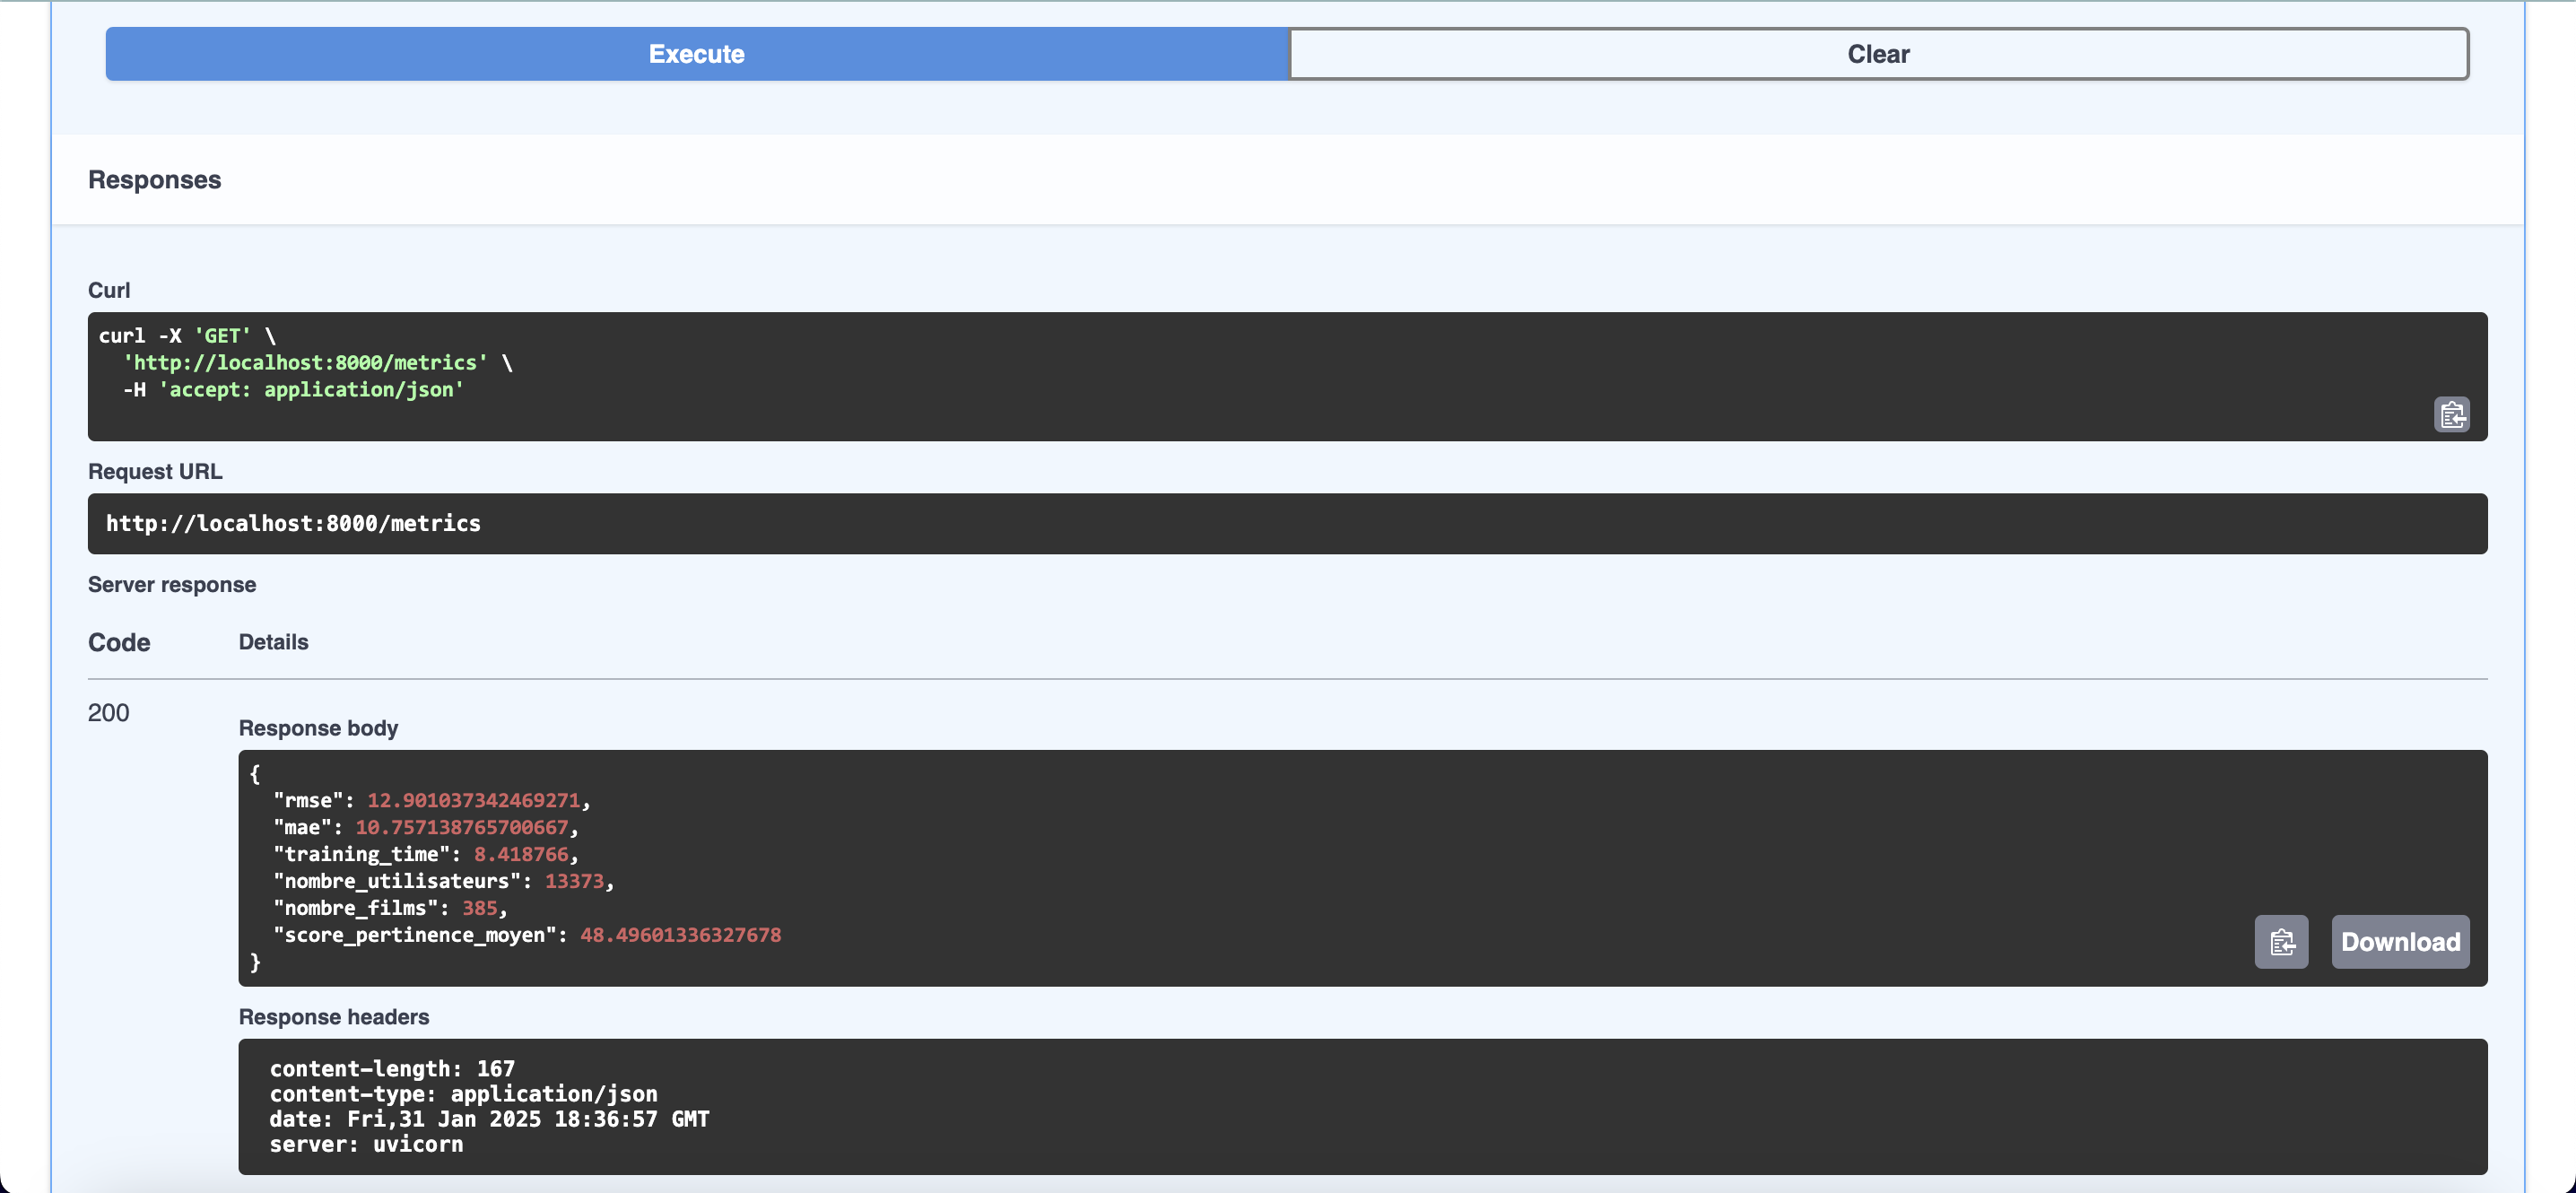 Execute
Clear
Responses
Curl
curl -X 'GET' \
  'http://localhost:8000/metrics' \
  -H 'accept: application/json'
Request URL
http://localhost:8000/metrics
Server response
Code Details
200
Response body
{
  "rmse": 12.901037342469271,
  "mae": 10.757138765700667,
  "training_time": 8.418766,
  "nombre_utilisateurs": 13373,
  "nombre_films": 385,
  "score_pertinence_moyen": 48.49601336327678
}
Download
Response headers
content-length: 167
content-type: application/json
date: Fri,31 Jan 2025 18:36:57 GMT
server: uvicorn